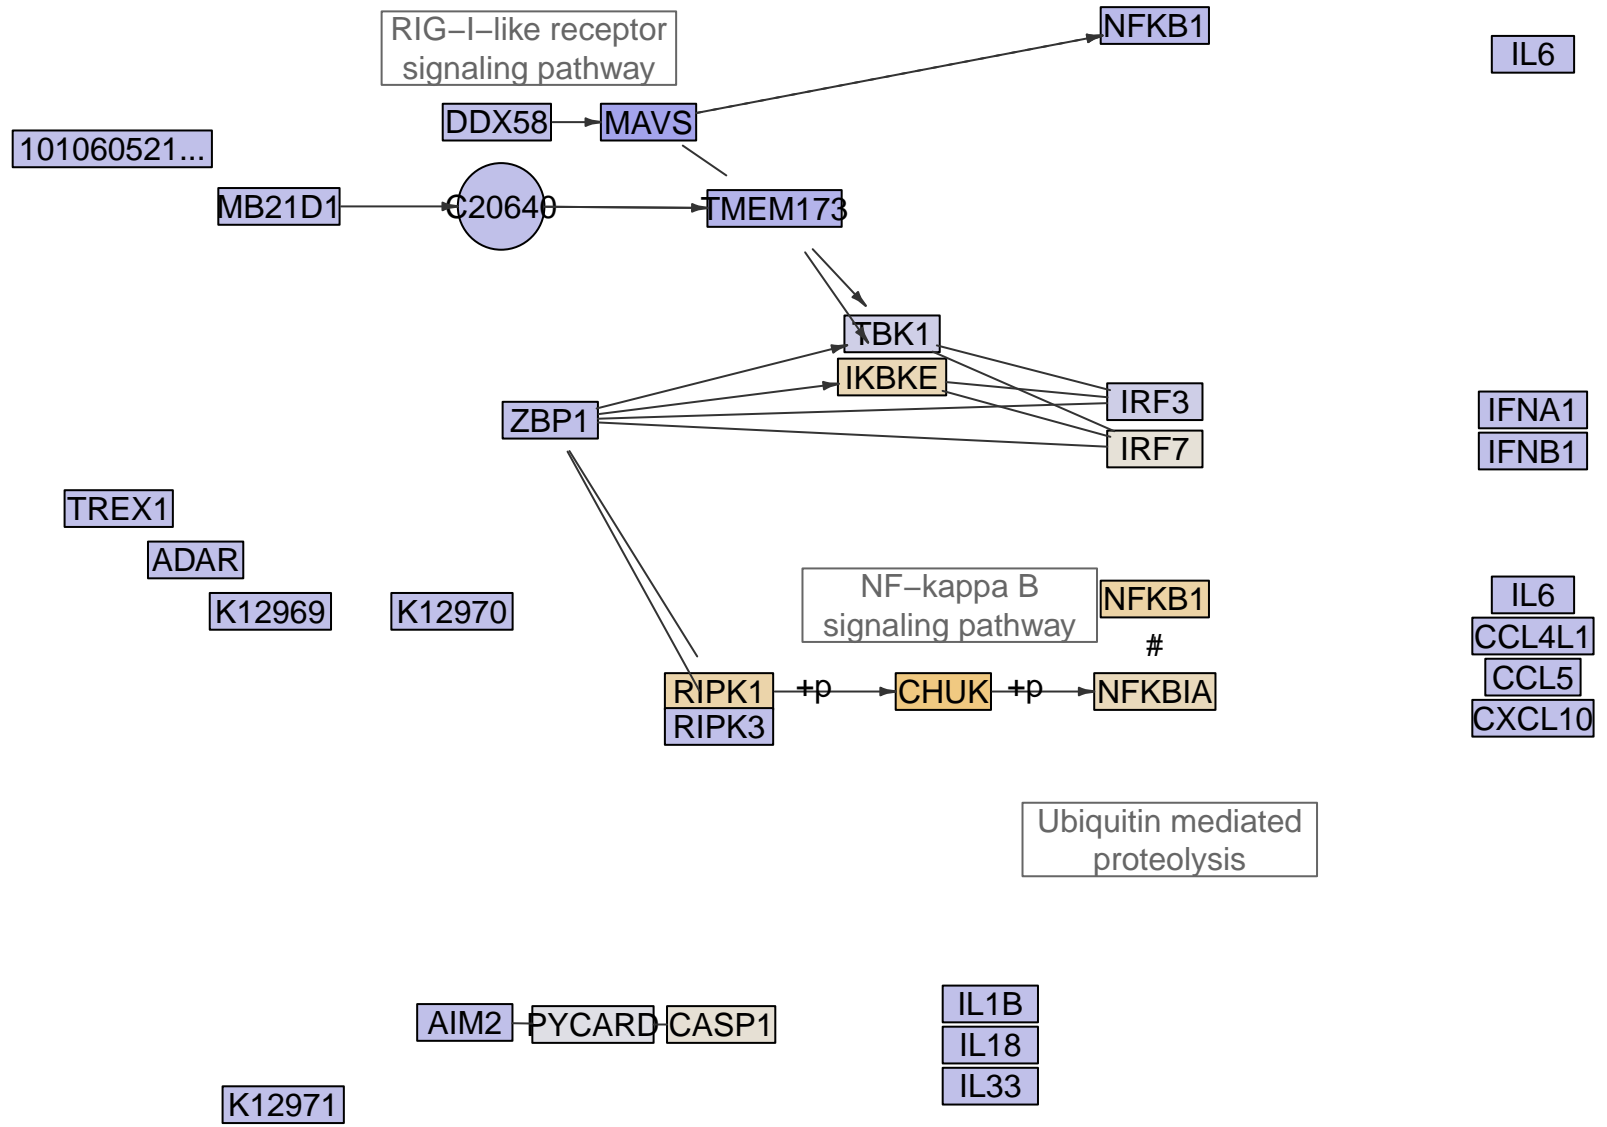 RIG−I−like receptor
signaling pathway
NFKB1
IL6
DDX58
MAVS
101060521...
MB21D1
C20640
TMEM173
TBK1
IKBKE
IRF3
ZBP1
IRF7
IFNA1
IFNB1
TREX1
ADAR
K12969
K12970
NF−kappa B
signaling pathway
NFKB1
IL6
#
CCL4L1
RIPK1
+p
CHUK
+p
NFKBIA
CCL5
RIPK3
CXCL10
Ubiquitin mediated
proteolysis
AIM2
PYCARD
CASP1
IL1B
IL18
IL33
K12971